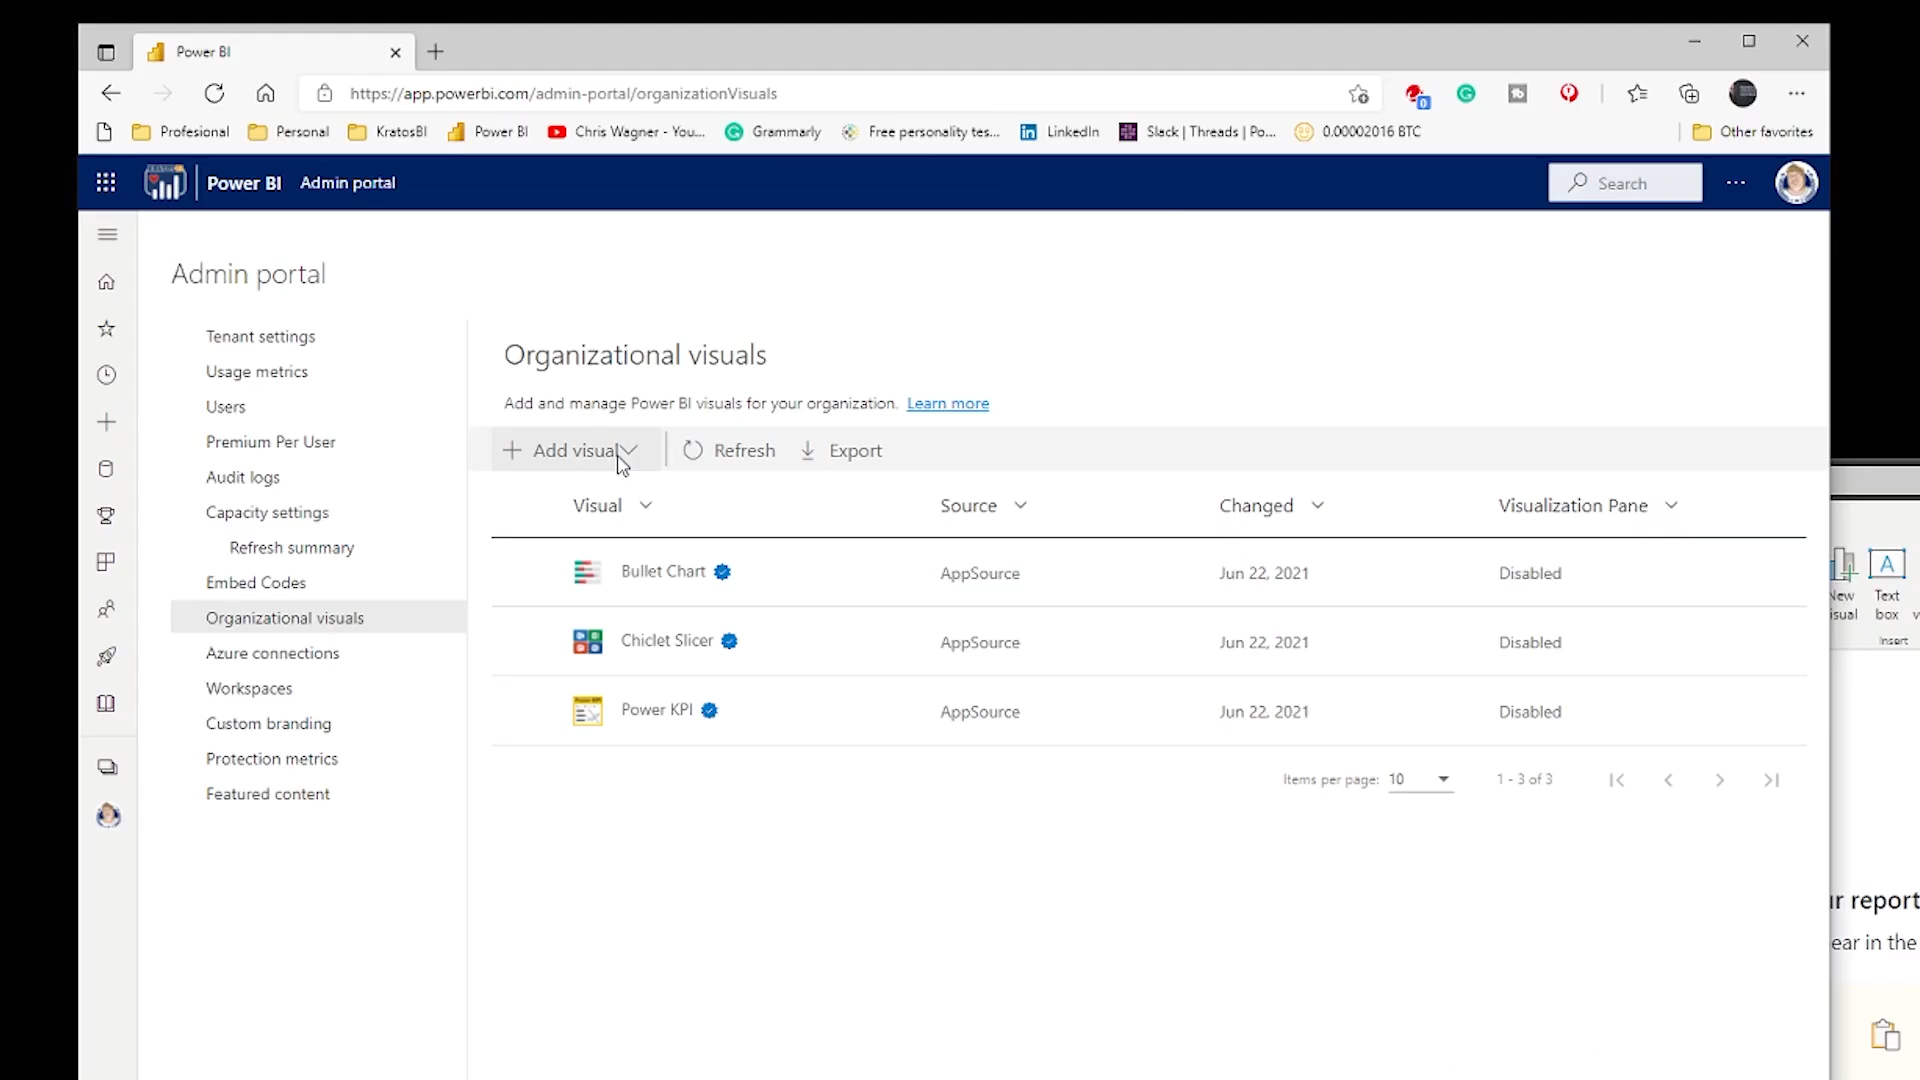 Power BI
https://app.powerbi.com/admin-portal/organizationVisuals
0
Profesional
Personal
KratosBI
Power BI
Chris Wagner - You...
Grammarly
Free personality tes...
LinkedIn
Slack | Threads | Po...
0.00002016 BTC
Other favorites
Power BI Admin portal
Search
Admin portal
Tenant settings
Usage metrics
Users
Premium Per User
Audit logs
Capacity settings
Refresh summary
Embed Codes
Organizational visuals
Azure connections
Workspaces
Custom branding
Protection metrics
Featured content
Organizational visuals
Add and manage Power BI visuals for your organization. Learn more
Add visual
Refresh
Export
Visual Source Changed Visualization Pane
Bullet Chart AppSource Jun 22, 2021 Disabled
Chiclet Slicer AppSource Jun 22, 2021 Disabled
Power KPI AppSource Jun 22, 2021 Disabled
Items per page: 10 1 - 3 of 3
A
New Text
box
Insert
report
in the